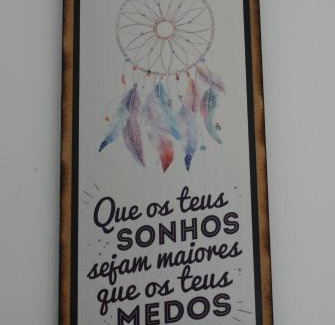 Que os teus
SONHOS
sejam maiores
que os teus
MEDOS